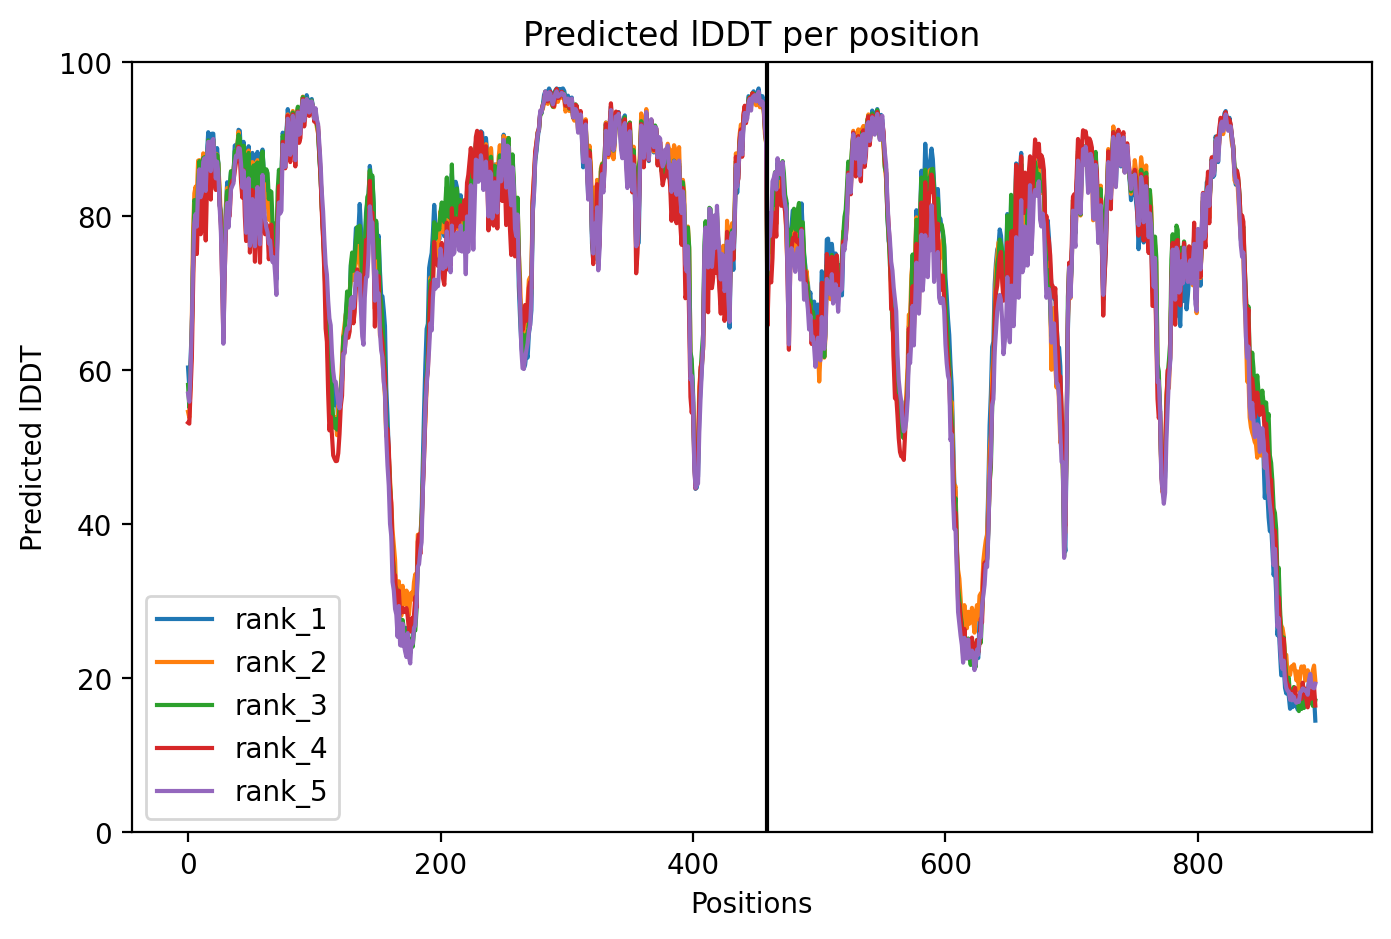 Predicted lDDT per position
Predicted lDDT
100
80
60
40
20
0
rank_1
rank_2
rank_3
rank_4
rank_5
0
200
400
600
800
Positions